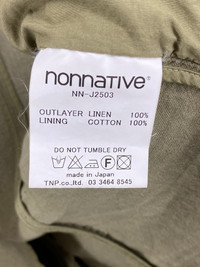 nonnative
NN-J2503
OUTLAYER LINEN 100%
LINING COTTON 100%
DO NOT TUMBLE DRY
F
made in Japan
TNP.co.,ltd. 03 3464 8545